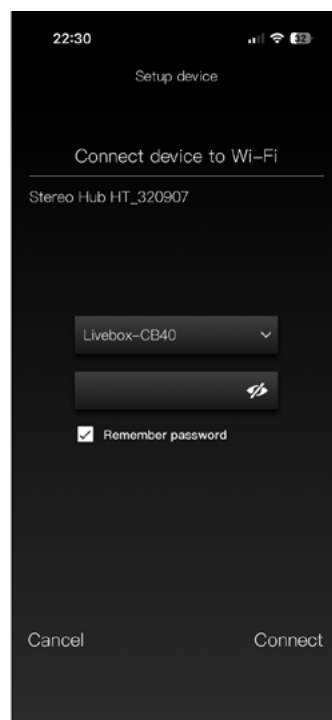 22:30 32
Setup device
Connect device to Wi-Fi
Stereo Hub HT_320907
Livebox-CB40
Remember password
Cancel Connect